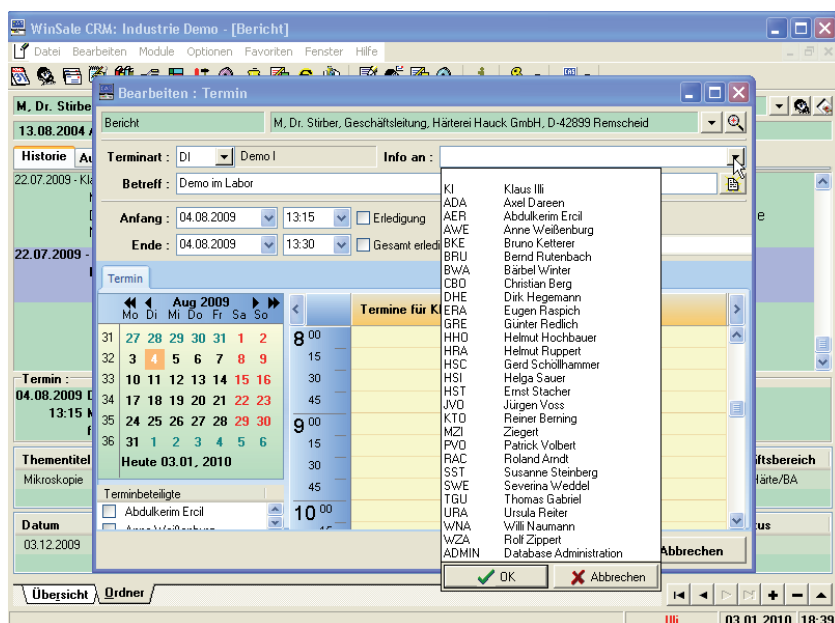 WinSale CRM: Industrie Demo - [Bericht]
Datei Bearbeiten Module Optionen Favoriten Fenster Hilfe
M, Dr. Stirbe
13.08.2004
Historie
22.07.2009 - Kla
22.07.2009 -
Termin :
04.08.2009 D
13:15
Thementitel
ftsbereich
Mikroskopie
Härte/BA
Datum
tus
03.12.2009
Bearbeiten : Termin
Bericht M, Dr. Stirber, Geschäftsleitung, Härterei Hauck GmbH, D-42899 Remscheid
Terminart : DI Demo I Info an :
Betreff : Demo im Labor
Anfang : 04.08.2009 13:15 Erledigung
Ende : 04.08.2009 13:30 Gesamt erledi
Termin
Aug 2009
Mo Di Mi Do Fr Sa So
31 27 28 29 30 31 1 2
32 3 4 5 6 7 8 9
33 10 11 12 13 14 15 16
34 17 18 19 20 21 22 23
35 24 25 26 27 28 29 30
36 31 1 2 3 4 5 6
Heute 03.01, 2010
Terminbeteiligte
Abdulkerim Ercil
Termine für Kl
8 00
15
30
45
9 00
15
30
45
10 00
KI Klaus Illi
ADA Axel Dareen
AER Abdulkerim Ercil
AWE Anne Weißenburg
BKE Bruno Ketterer
BRU Bernd Rutenbach
BWA Bärbel Winter
CBO Christian Berg
DHE Dirk Hegemann
ERA Eugen Raspich
GRE Günter Redlich
HHO Helmut Hochbauer
HRA Helmut Ruppert
HSC Gerd Schöllhammer
HSI Helga Sauer
HST Ernst Stacher
JVO Jürgen Voss
KTO Reiner Berning
MZI Ziegert
PVO Patrick Volbert
RAC Roland Arndt
SST Susanne Steinberg
SWE Severina Weddel
TGU Thomas Gabriel
URA Ursula Reiter
WNA Willi Naumann
WZA Rolf Zippert
ADMIN Database Administration
OK Abbrechen
Abbrechen
Übersicht Ordner
Illi 03.01.2010 18:39